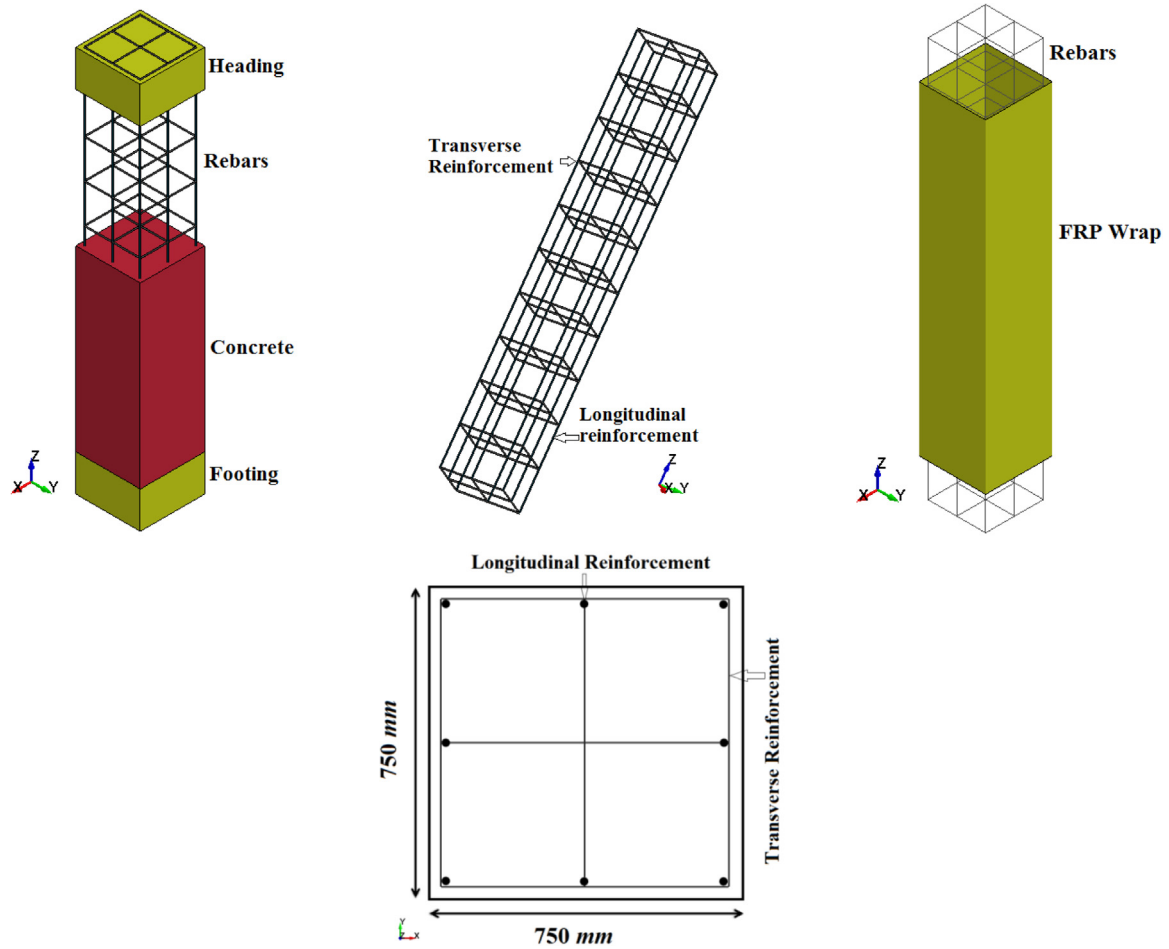 Heading
Rebars
Concrete
Footing
Z
X
Y
Transverse
Reinforcement
Longitudinal
reinforcement
Z
X
Y
Rebars
FRP Wrap
Z
X
Y
Longitudinal Reinforcement
750 mm
Transverse Reinforcement
750 mm
Y
Z
X